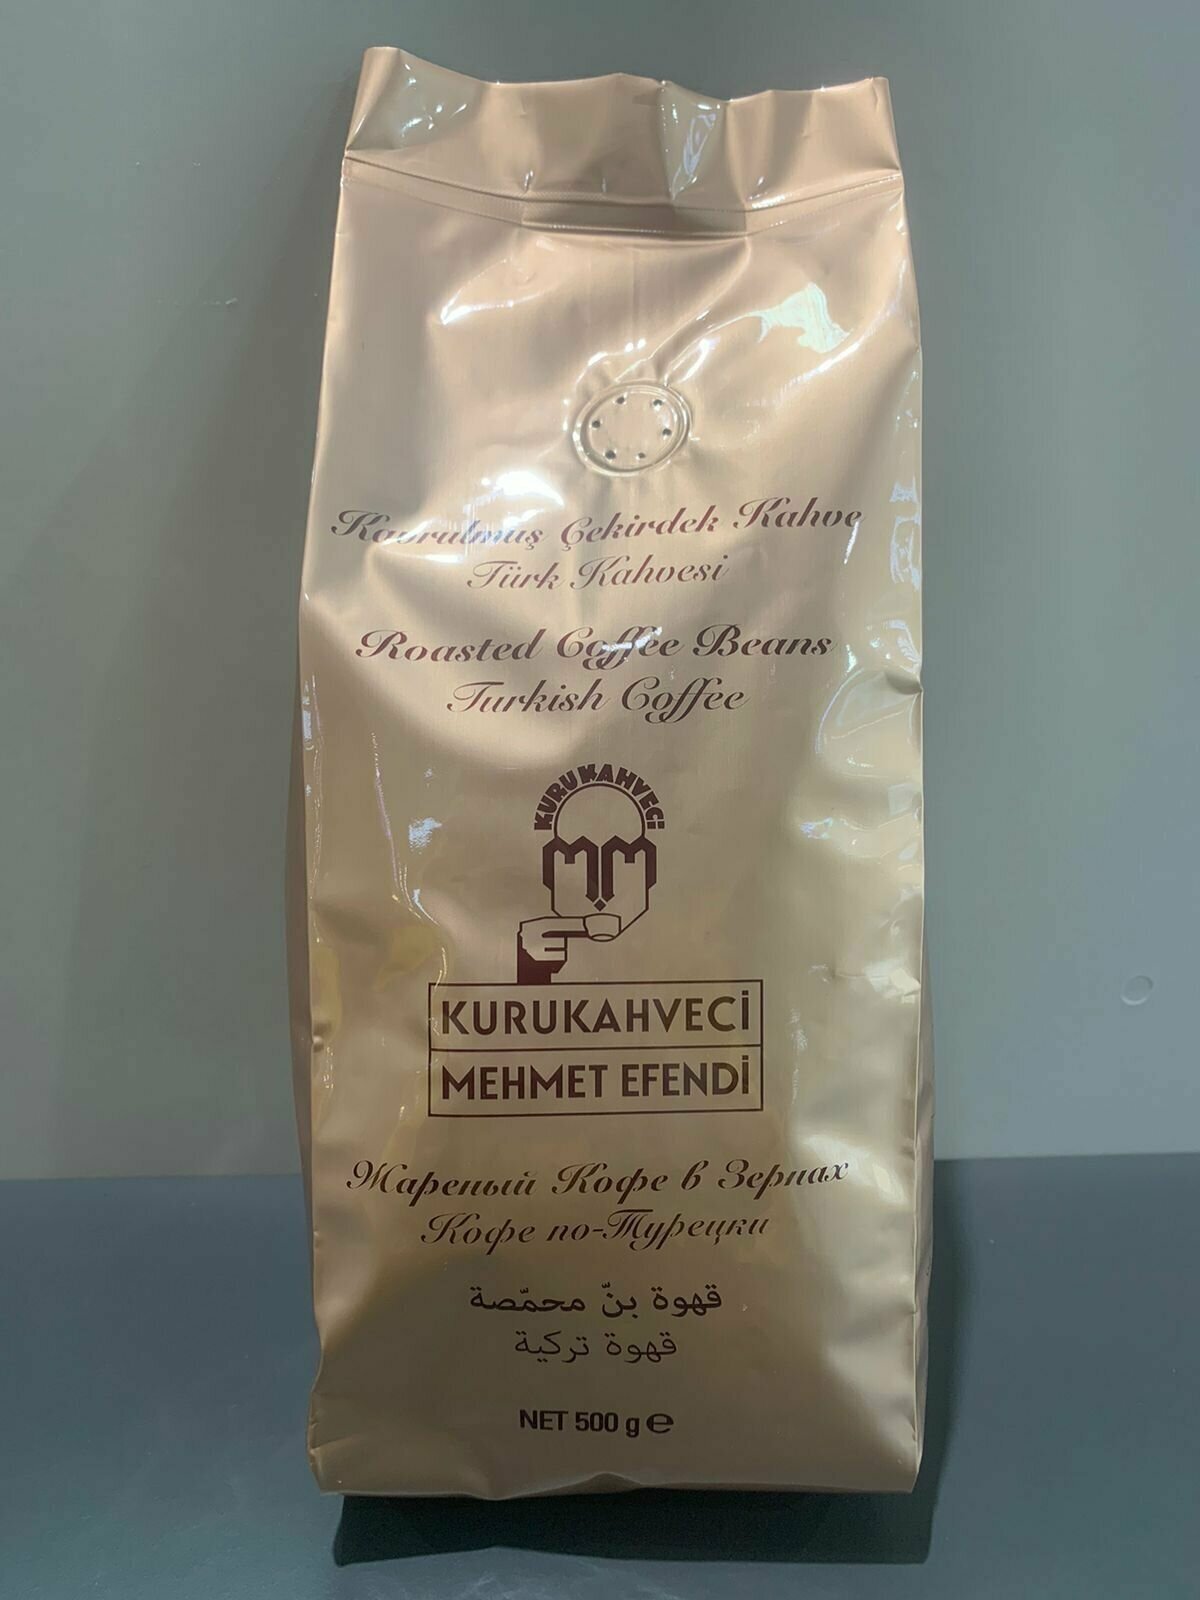 Kavrulmuş Çekirdek Kahve
Türk Kahvesi
Roasted Coffee Beans
Turkish Coffee
KURUKAHVECİ
MM
KURUKAHVECİ
MEHMET EFENDİ
Жареный Кофе в Зернах
Кофе по-Турецки
قهوة بنّ محمّصة
قهوة تركية
NET 500 g ℮